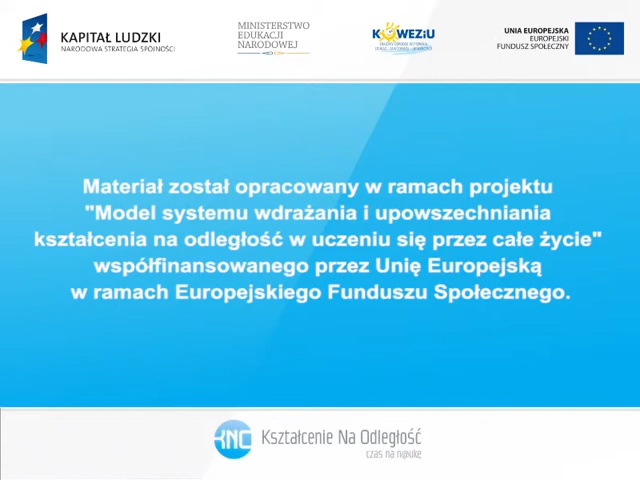 KAPITAŁ LUDZKI
NARODOWA STRATEGIA SPÓJNOŚCI
MINISTERSTWO
EDUKACJI
NARODOWEJ
KOWEZiU
UNIA EUROPEJSKA
EUROPEJSKI
FUNDUSZ SPOŁECZNY
Materiał został opracowany w ramach projektu
"Model systemu wdrażania i upowszechniania
kształcenia na odległość w uczeniu się przez całe życie"
współfinansowanego przez Unię Europejską
w ramach Europejskiego Funduszu Społecznego.
KNO Kształcenie Na Odległość
czas na n@ukę